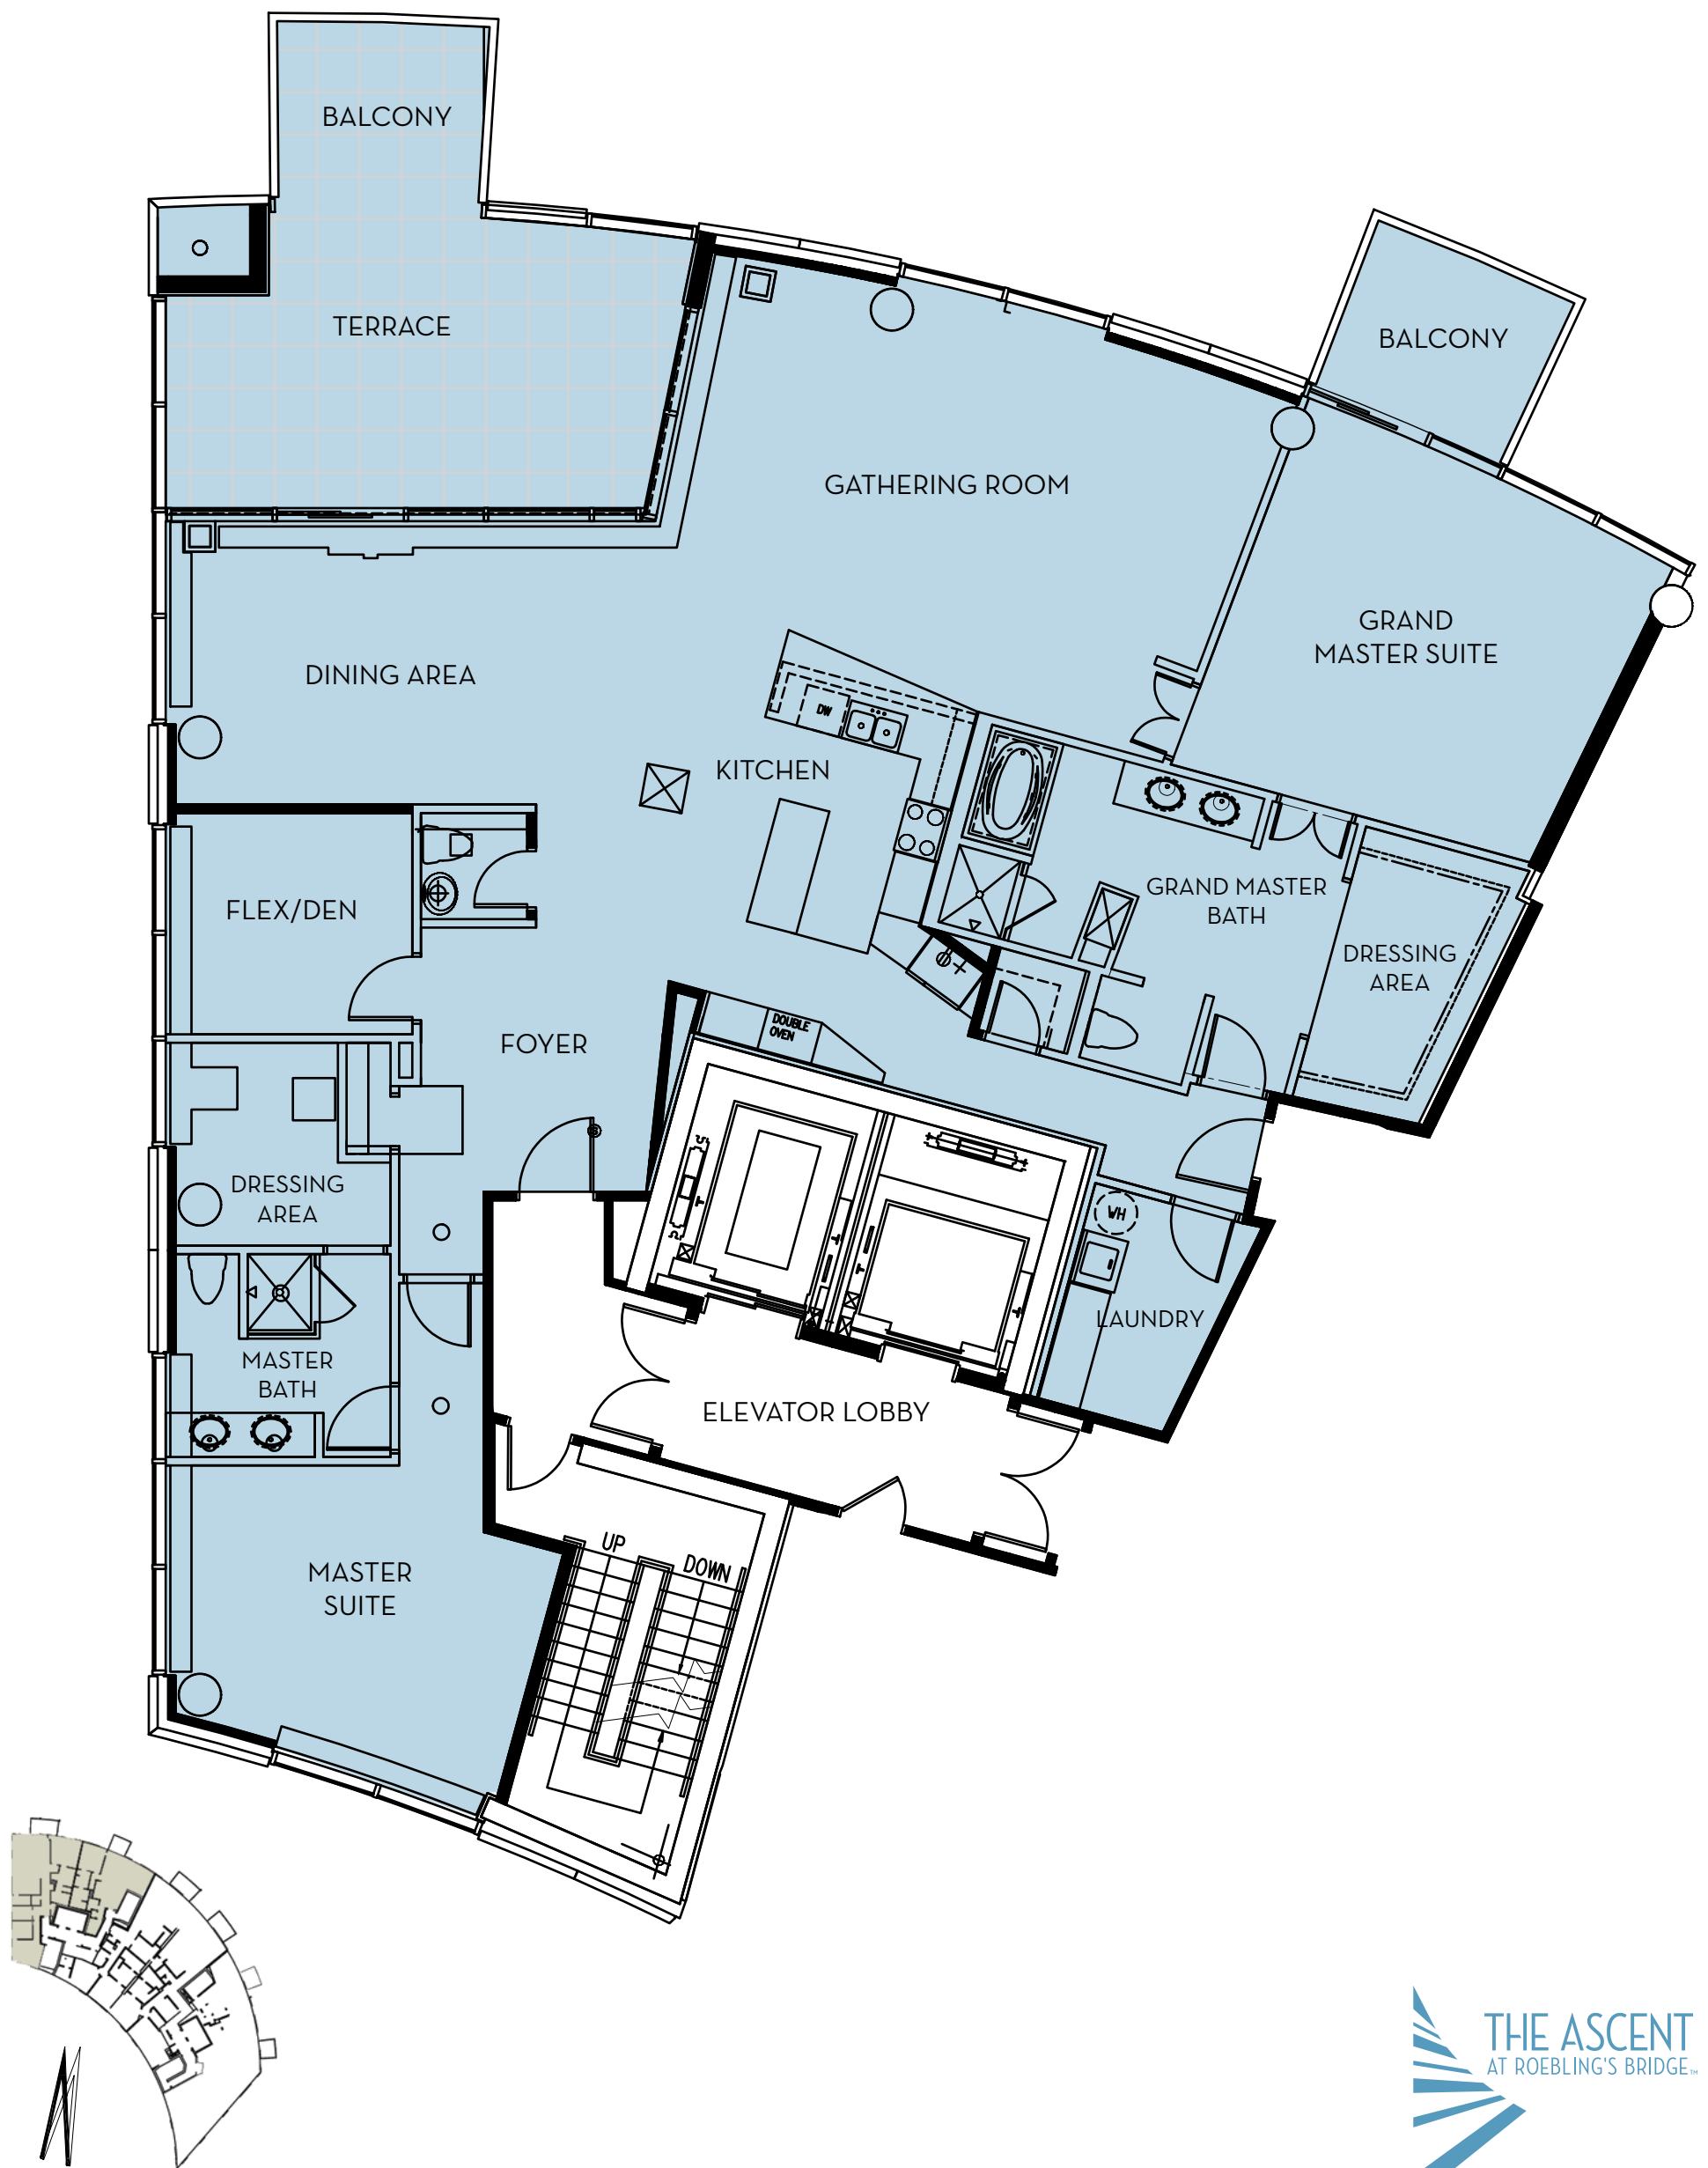 BALCONY
TERRACE
BALCONY
GATHERING ROOM
GRAND
MASTER SUITE
DINING AREA
DW
KITCHEN
GRAND MASTER
BATH
FLEX/DEN
DRESSING
AREA
DOUBLE
OVEN
FOYER
DRESSING
AREA
WH
LAUNDRY
MASTER
BATH
ELEVATOR LOBBY
UP
DOWN
MASTER
SUITE
THE ASCENT
AT ROEBLING'S BRIDGE™